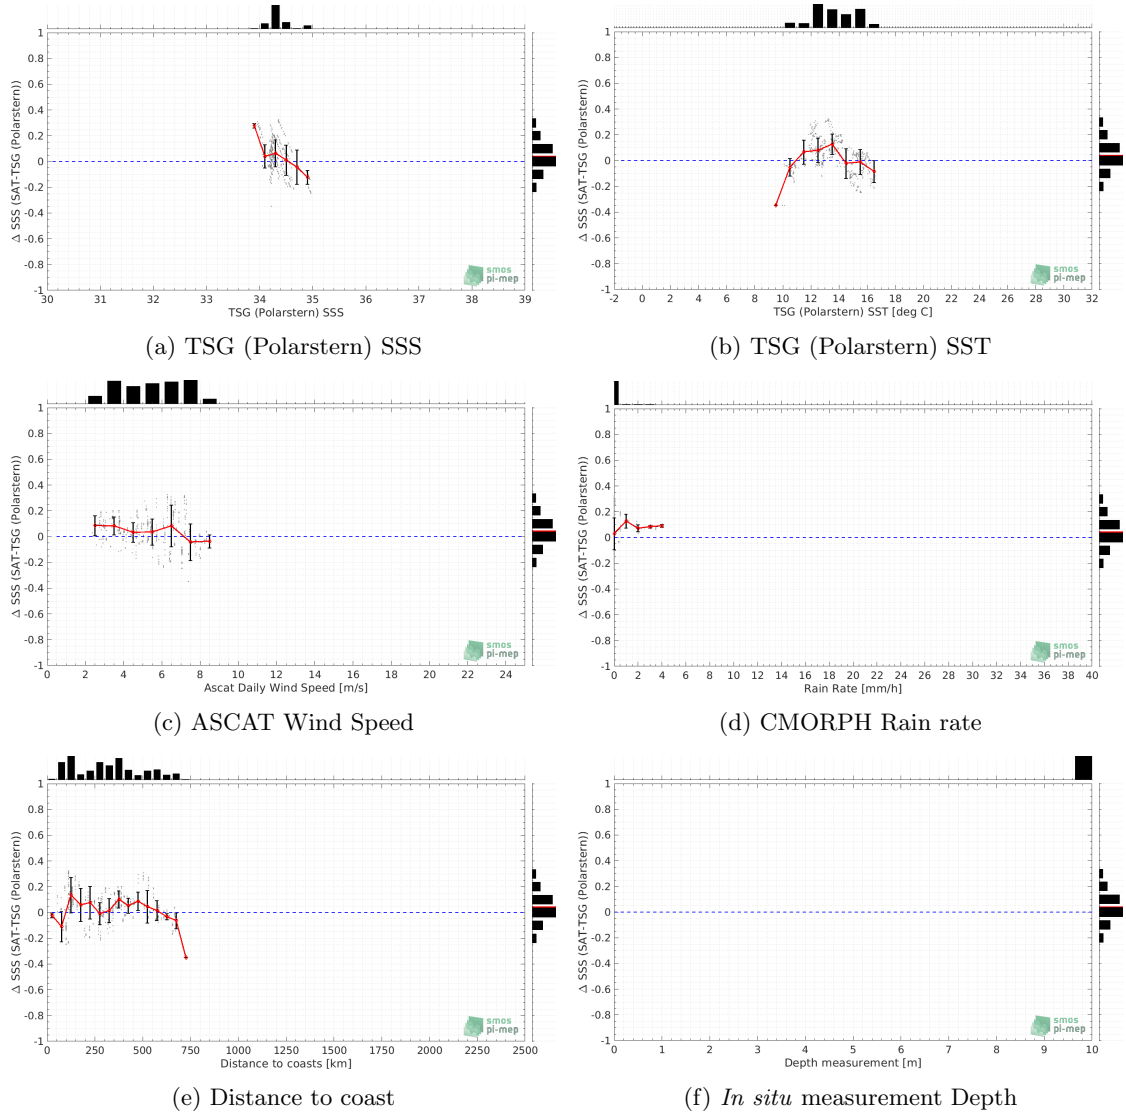 1
0.8
0.6
0.4
0.2
0
-0.2
-0.4
-0.6
-0.8
-1
Δ SSS (SAT-TSG (Polarstern))
30 31 32 33 34 35 36 37 38 39
TSG (Polarstern) SSS
smos
pi-mep
(a) TSG (Polarstern) SSS
1
0.8
0.6
0.4
0.2
0
-0.2
-0.4
-0.6
-0.8
-1
Δ SSS (SAT-TSG (Polarstern))
-2 0 2 4 6 8 10 12 14 16 18 20 22 24 26 28 30 32
TSG (Polarstern) SST [deg C]
smos
pi-mep
(b) TSG (Polarstern) SST
1
0.8
0.6
0.4
0.2
0
-0.2
-0.4
-0.6
-0.8
-1
Δ SSS (SAT-TSG (Polarstern))
0 2 4 6 8 10 12 14 16 18 20 22 24
Ascat Daily Wind Speed [m/s]
smos
pi-mep
(c) ASCAT Wind Speed
1
0.8
0.6
0.4
0.2
0
-0.2
-0.4
-0.6
-0.8
-1
Δ SSS (SAT-TSG (Polarstern))
0 2 4 6 8 10 12 14 16 18 20 22 24 26 28 30 32 34 36 38 40
Rain Rate [mm/h]
smos
pi-mep
(d) CMORPH Rain rate
1
0.8
0.6
0.4
0.2
0
-0.2
-0.4
-0.6
-0.8
-1
Δ SSS (SAT-TSG (Polarstern))
0 250 500 750 1000 1250 1500 1750 2000 2250 2500
Distance to coasts [km]
smos
pi-mep
(e) Distance to coast
1
0.8
0.6
0.4
0.2
0
-0.2
-0.4
-0.6
-0.8
-1
Δ SSS (SAT-TSG (Polarstern))
0 1 2 3 4 5 6 7 8 9 10
Depth measurement [m]
smos
pi-mep
(f) In situ measurement Depth